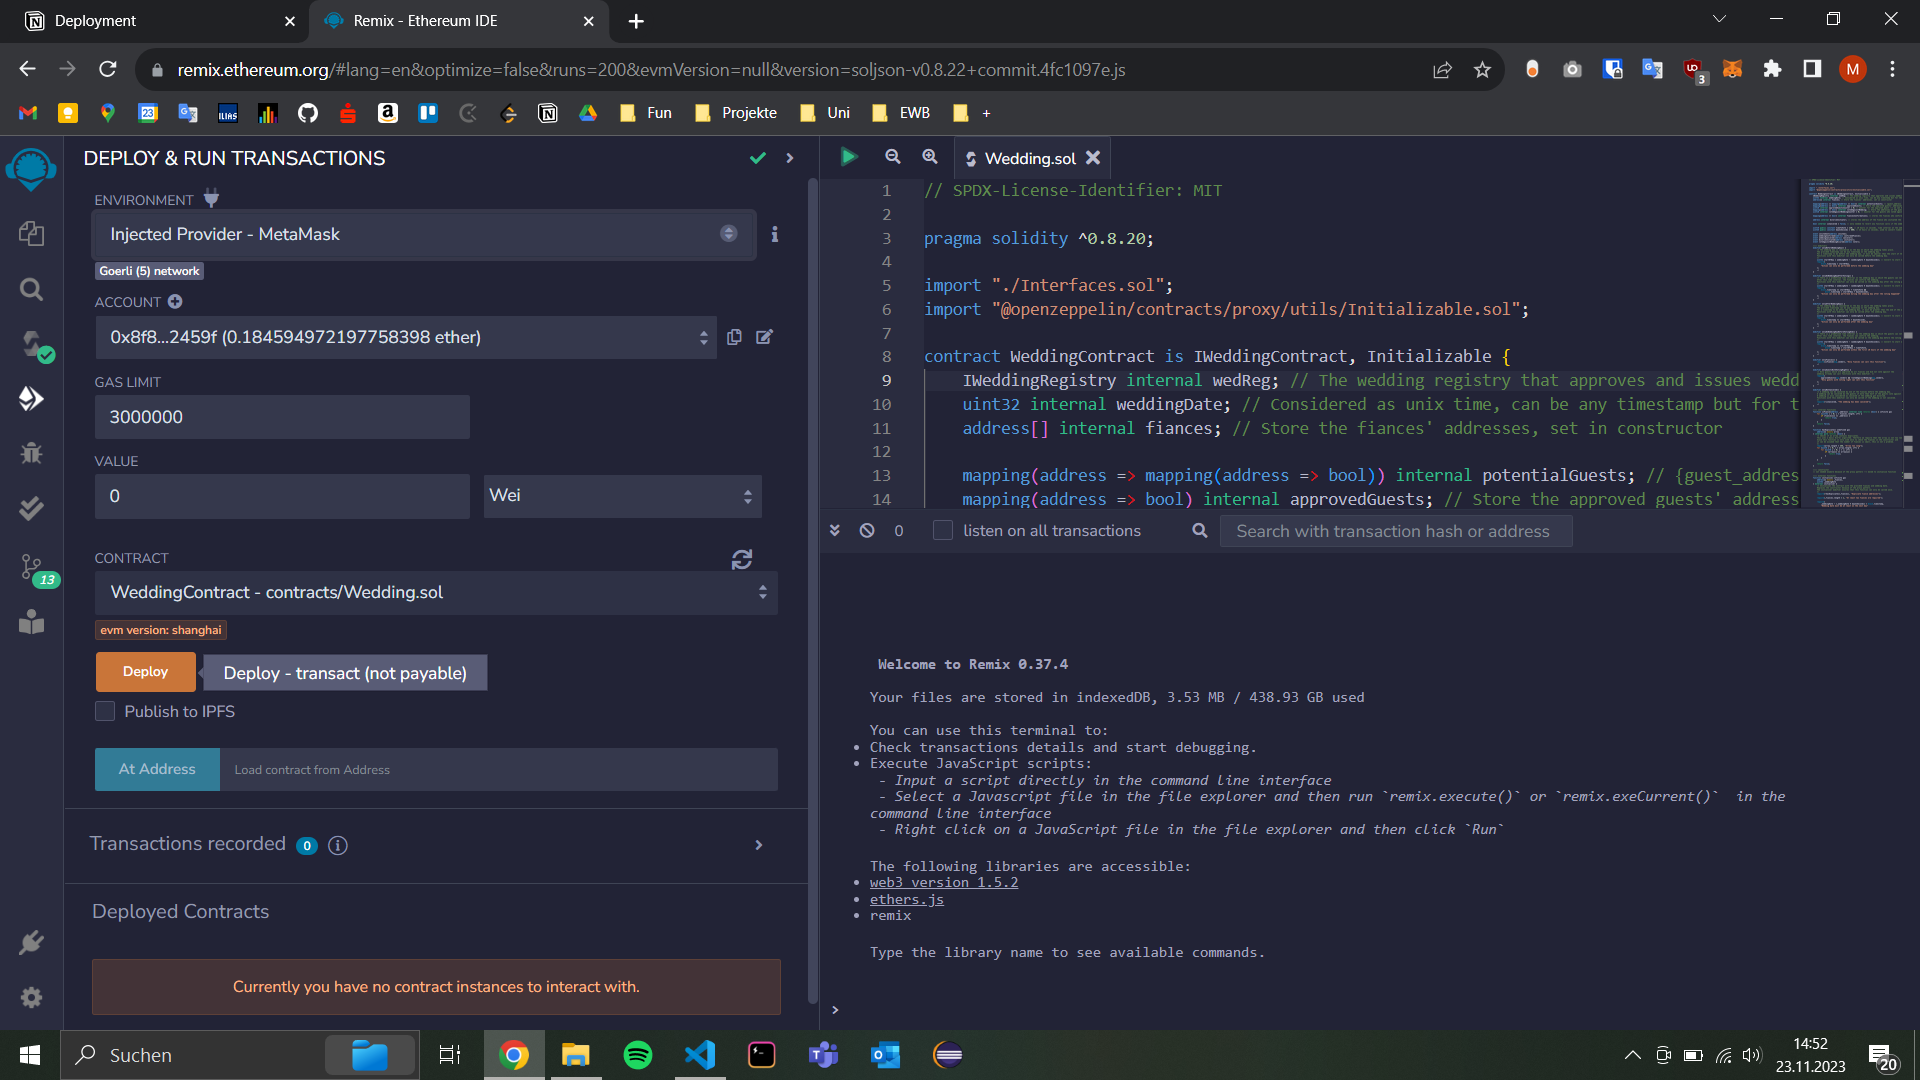 Deployment
Remix - Ethereum IDE
remix.ethereum.org/#lang=en&optimize=false&runs=200&evmVersion=null&version=soljson-v0.8.22+commit.4fc1097e.js
3
M
23
ILIAS
Fun
Projekte
Uni
EWB
+
DEPLOY & RUN TRANSACTIONS
ENVIRONMENT
Injected Provider - MetaMask
Goerli (5) network
ACCOUNT
0x8f8...2459f (0.184594972197758398 ether)
GAS LIMIT
3000000
VALUE
0
Wei
CONTRACT
WeddingContract - contracts/Wedding.sol
evm version: shanghai
Deploy
Deploy - transact (not payable)
Publish to IPFS
At Address
Load contract from Address
Transactions recorded 0 i
Deployed Contracts
Currently you have no contract instances to interact with.
13
Wedding.sol
1 // SPDX-License-Identifier: MIT
2
3 pragma solidity ^0.8.20;
4
5 import "./Interfaces.sol";
6 import "@openzeppelin/contracts/proxy/utils/Initializable.sol";
7
8 contract WeddingContract is IWeddingContract, Initializable {
9 IWeddingRegistry internal wedReg; // The wedding registry that approves and issues wedd
10 uint32 internal weddingDate; // Considered as unix time, can be any timestamp but for t
11 address[] internal fiances; // Store the fiances' addresses, set in constructor
12
13 mapping(address => mapping(address => bool)) internal potentialGuests; // {guest_addres
14 mapping(address => bool) internal approvedGuests; // Store the approved guests' address
0
listen on all transactions
Search with transaction hash or address
Welcome to Remix 0.37.4
Your files are stored in indexedDB, 3.53 MB / 438.93 GB used
You can use this terminal to:
• Check transactions details and start debugging.
• Execute JavaScript scripts:
- Input a script directly in the command line interface
- Select a Javascript file in the file explorer and then run `remix.execute()` or `remix.exeCurrent()` in the
command line interface
- Right click on a JavaScript file in the file explorer and then click `Run`
The following libraries are accessible:
• web3 version 1.5.2
• ethers.js
• remix
Type the library name to see available commands.
>
Suchen
14:52
23.11.2023
20